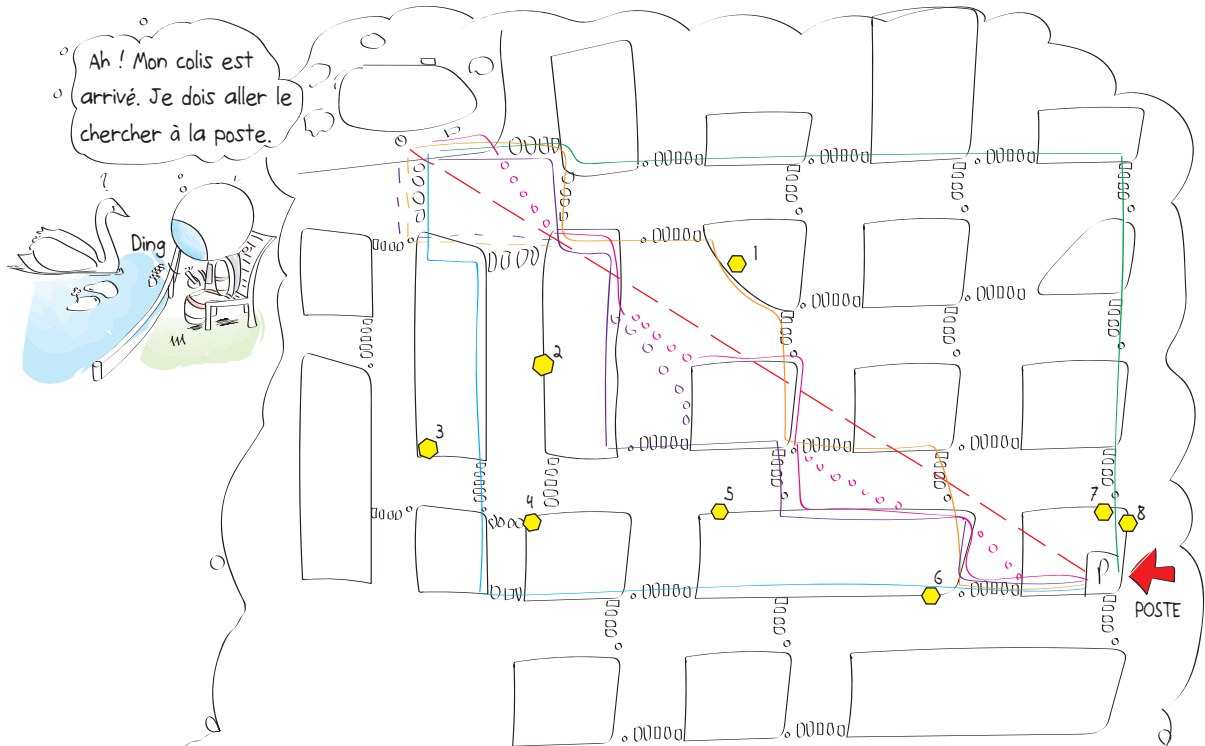 Ah ! Mon colis est
arrivé. Je dois aller le
chercher à la poste.
Ding
1
2
3
4
5
6
7
8
P
POSTE